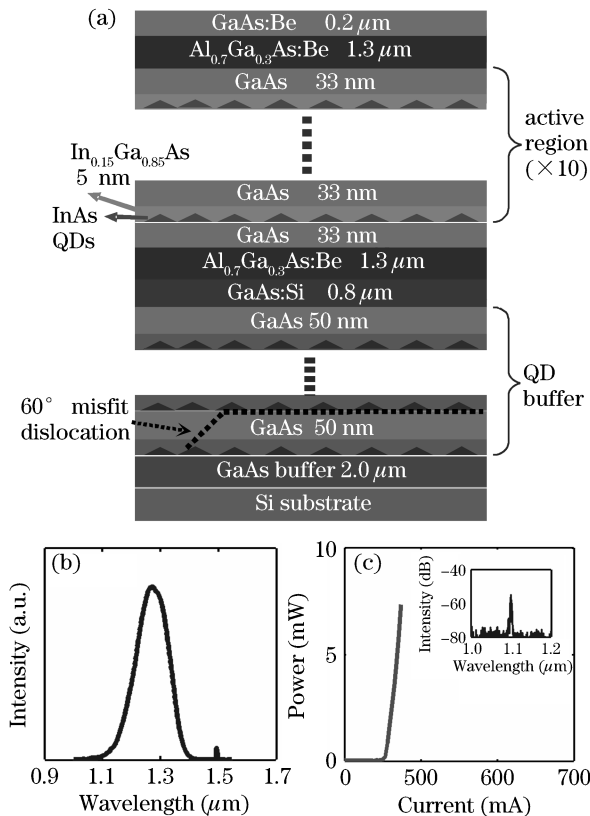 (a)
GaAs:Be 0.2 μm
Al0.7Ga0.3As:Be 1.3 μm
GaAs 33 nm
active
region
(×10)
In0.15Ga0.85As
5 nm
InAs
QDs
GaAs 33 nm
GaAs 33 nm
Al0.7Ga0.3As:Be 1.3 μm
GaAs:Si 0.8 μm
GaAs 50 nm
QD
buffer
60° misfit
dislocation
GaAs 50 nm
GaAs buffer 2.0 μm
Si substrate
(b)
Intensity (a.u.)
0.9 1.1 1.3 1.5 1.7
Wavelength (μm)
(c)
Power (mW)
10
5
0
0 500 600 700
Current (mA)
Intensity (dB)
-40
-60
-80
1.0 1.1 1.2
Wavelength (μm)